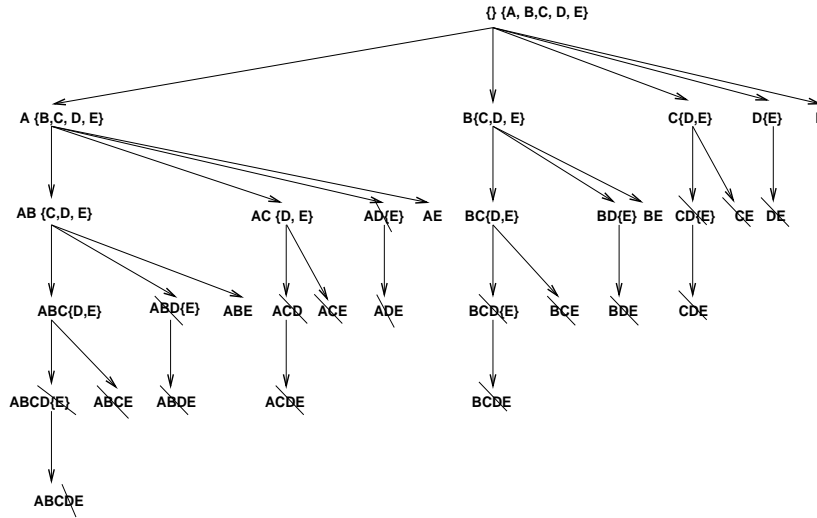 {} {A, B,C, D, E}
A {B,C, D, E} B{C,D, E} C{D,E} D{E}
AB {C,D, E} AC {D, E} AD{E} AE BC{D,E} BD{E} BE CD{E} CE DE
ABC{D,E} ABD{E} ABE ACD ACE ADE BCD{E} BCE BDE CDE
ABCD{E} ABCE ABDE ACDE BCDE
ABCDE